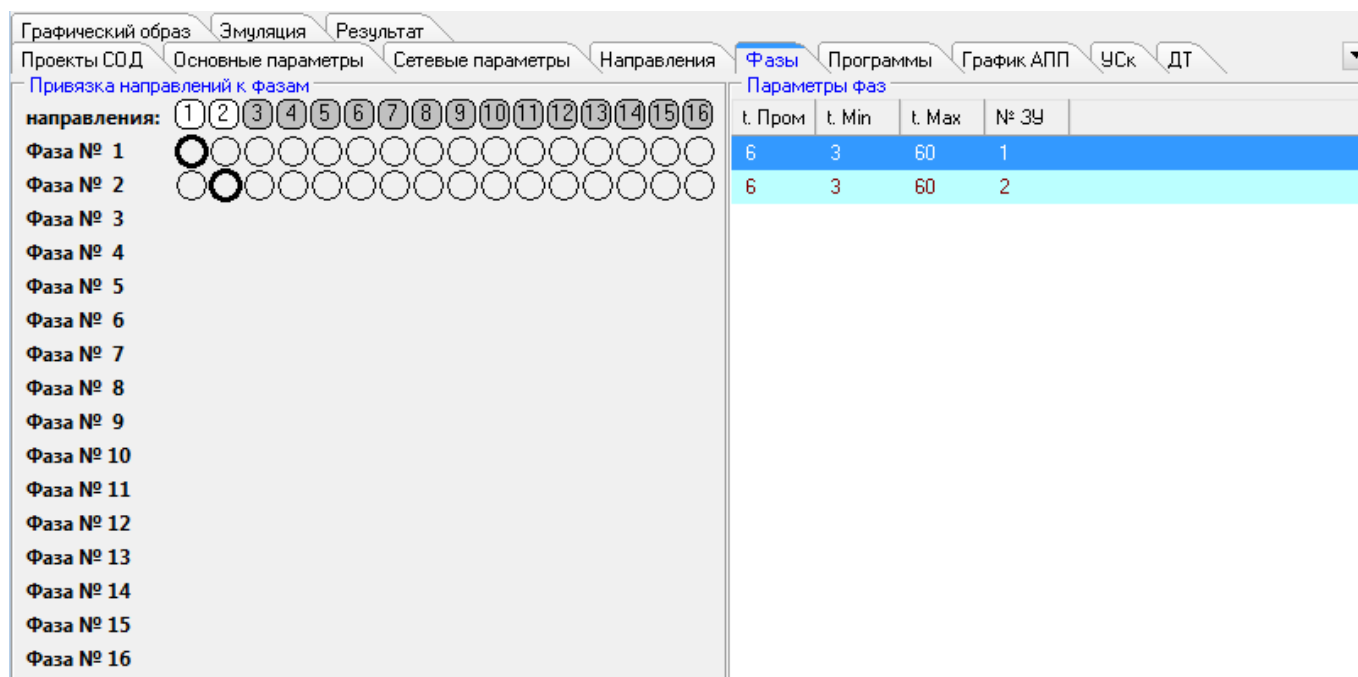 Графический образ Эмуляция Результат
Проекты СОД Основные параметры Сетевые параметры Направления Фазы Программы График АПП УСк ДТ
Привязка направлений к фазам
направления: 1 2 3 4 5 6 7 8 9 10 11 12 13 14 15 16
Фаза № 1
Фаза № 2
Фаза № 3
Фаза № 4
Фаза № 5
Фаза № 6
Фаза № 7
Фаза № 8
Фаза № 9
Фаза № 10
Фаза № 11
Фаза № 12
Фаза № 13
Фаза № 14
Фаза № 15
Фаза № 16
Параметры фаз
t. Пром t. Min t. Max № ЗУ
6 3 60 1
6 3 60 2